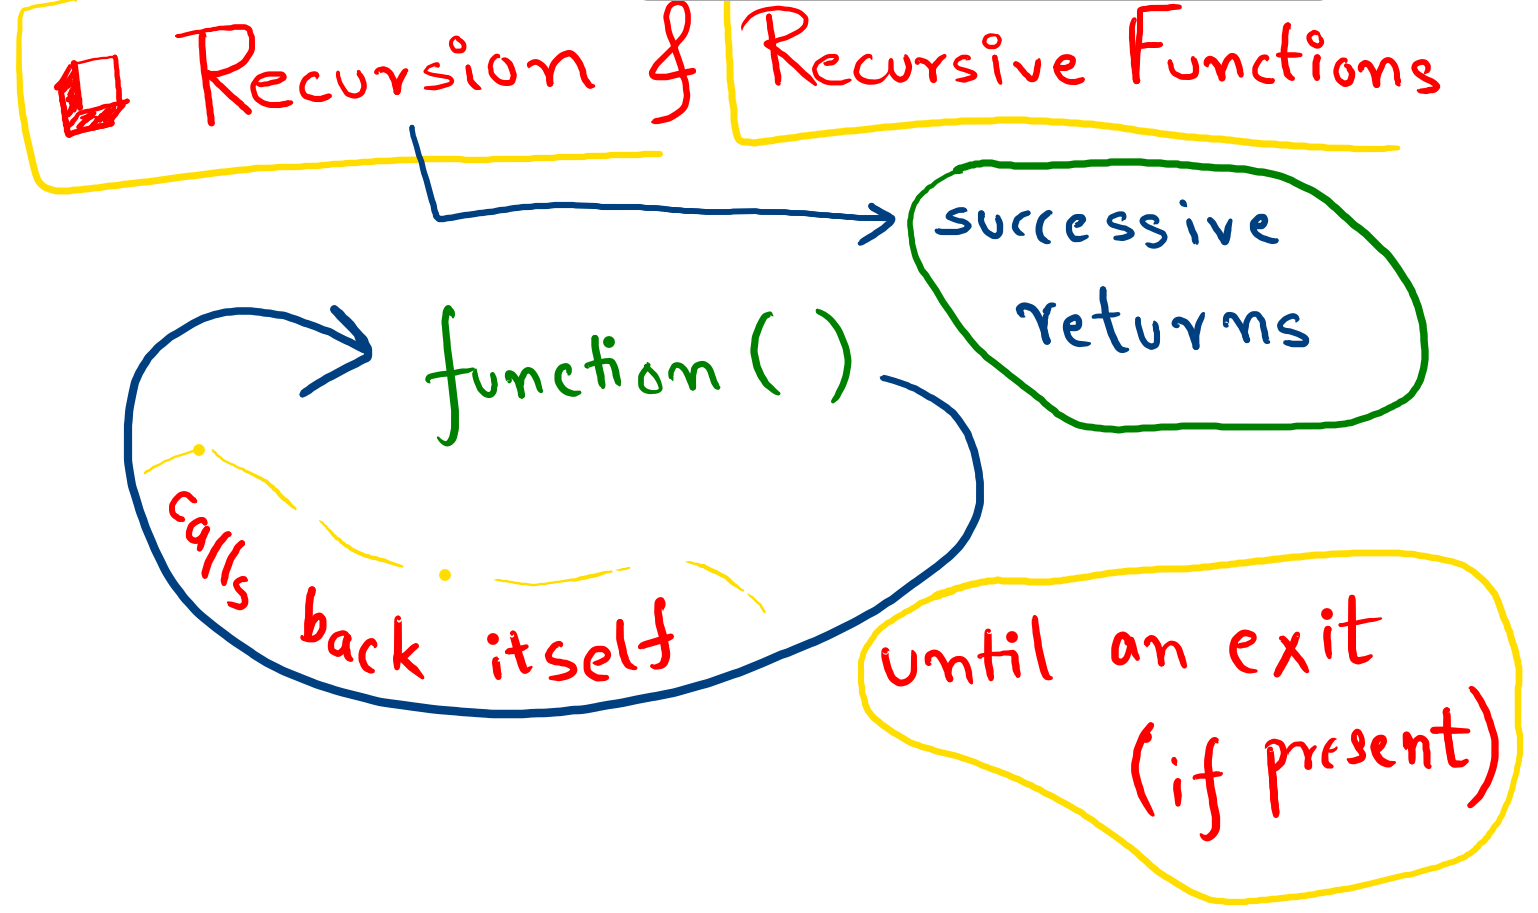 Recursion & Recursive Functions
successive
returns
function()
calls back itself
until an exit
(if present)